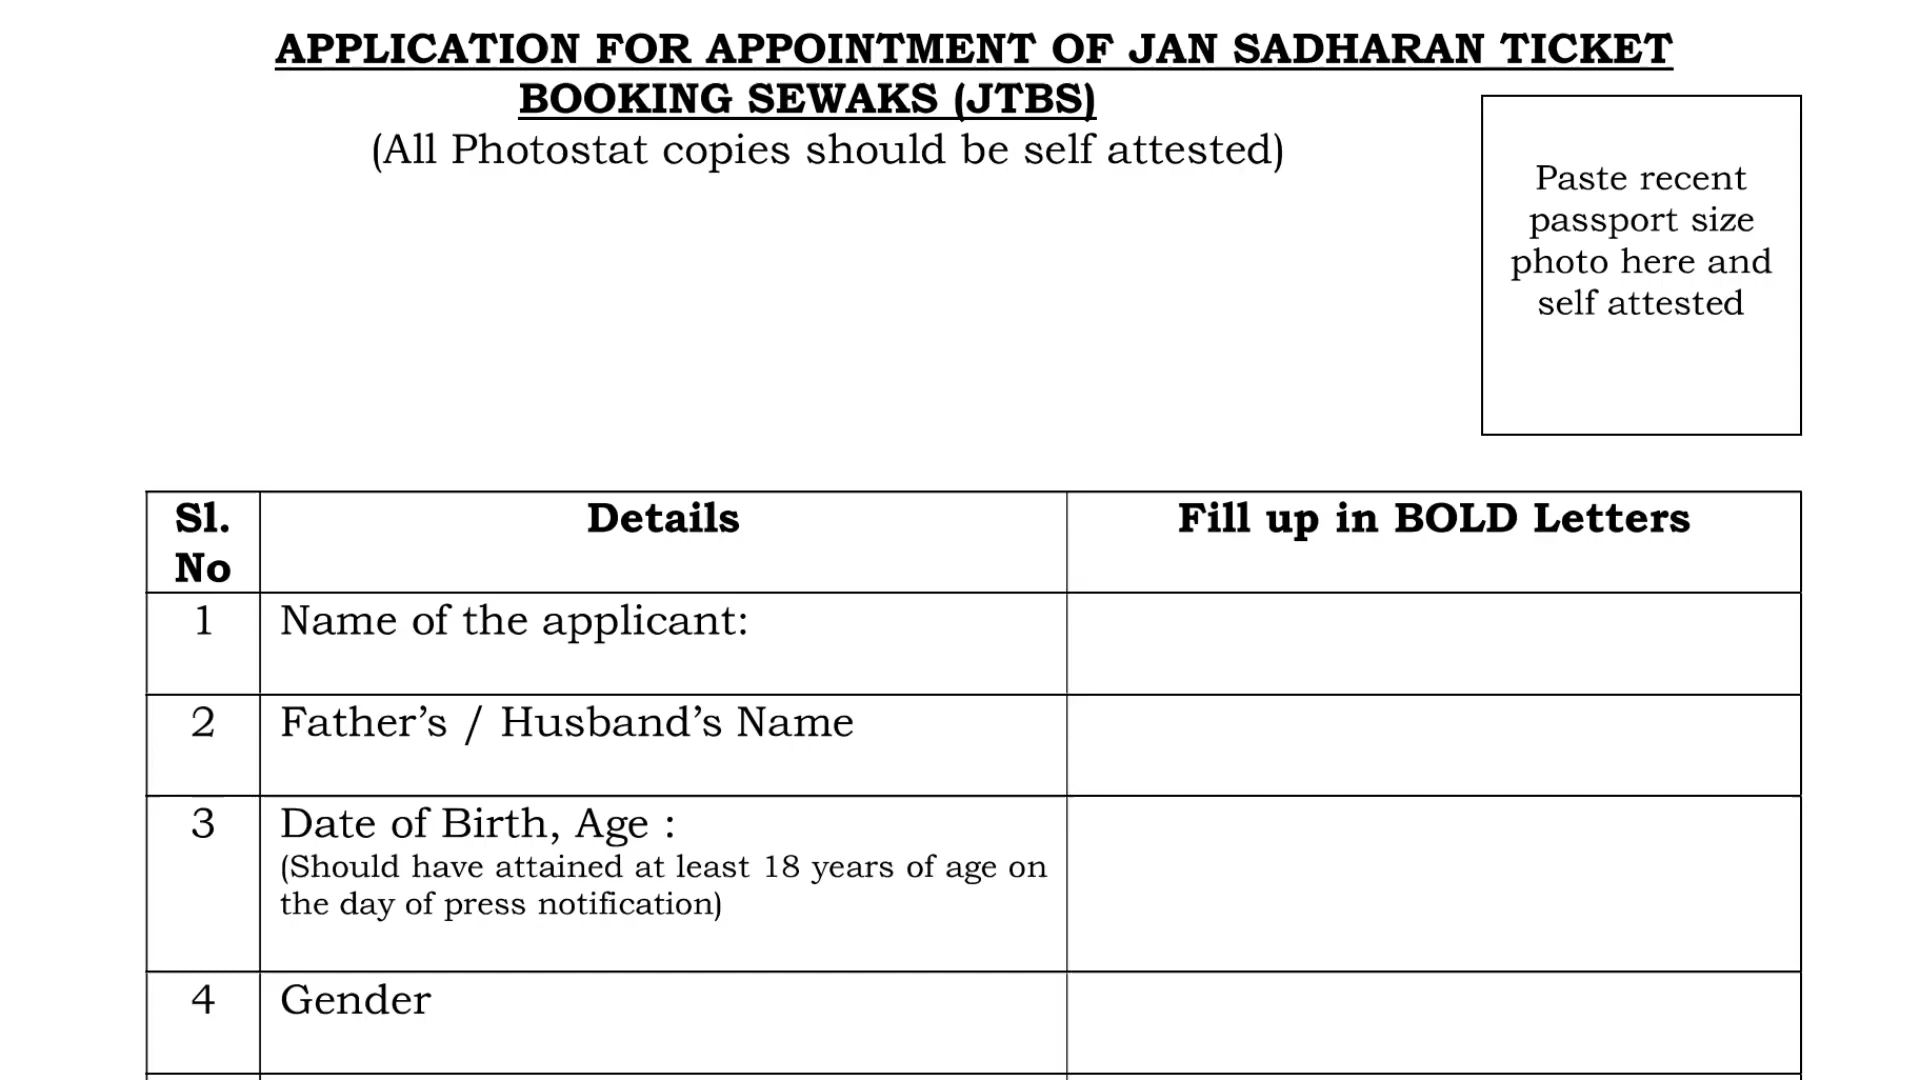 APPLICATION FOR APPOINTMENT OF JAN SADHARAN TICKET
BOOKING SEWAKS (JTBS)
(All Photostat copies should be self attested)
Paste recent
passport size
photo here and
self attested
Sl. No Details Fill up in BOLD Letters
1 Name of the applicant:
2 Father’s / Husband’s Name
3 Date of Birth, Age :
(Should have attained at least 18 years of age on
the day of press notification)
4 Gender